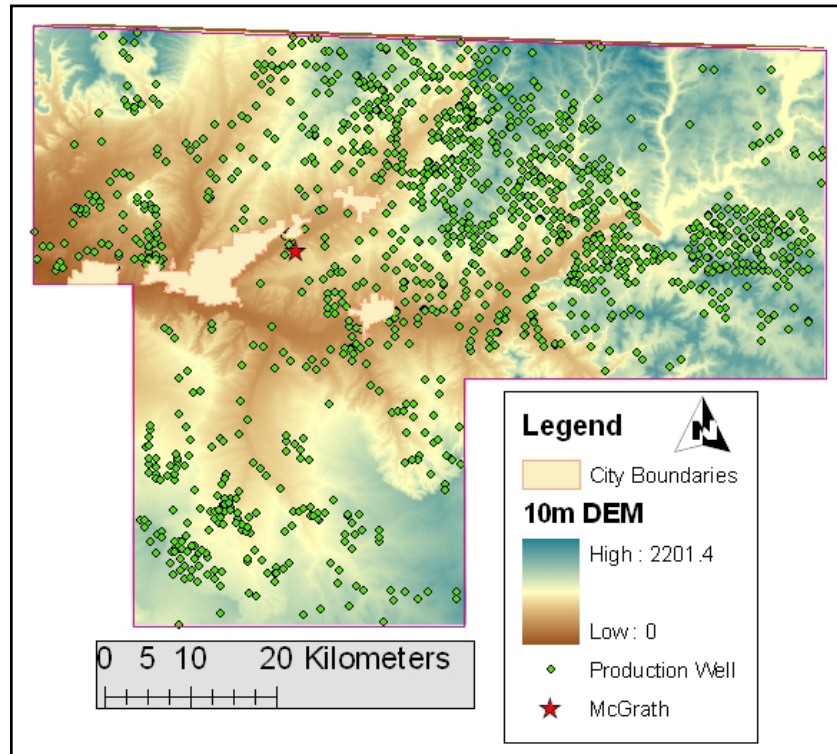 Legend
N
City Boundaries
10m DEM
High : 2201.4
Low : 0
Production Well
McGrath
0 5 10 20 Kilometers